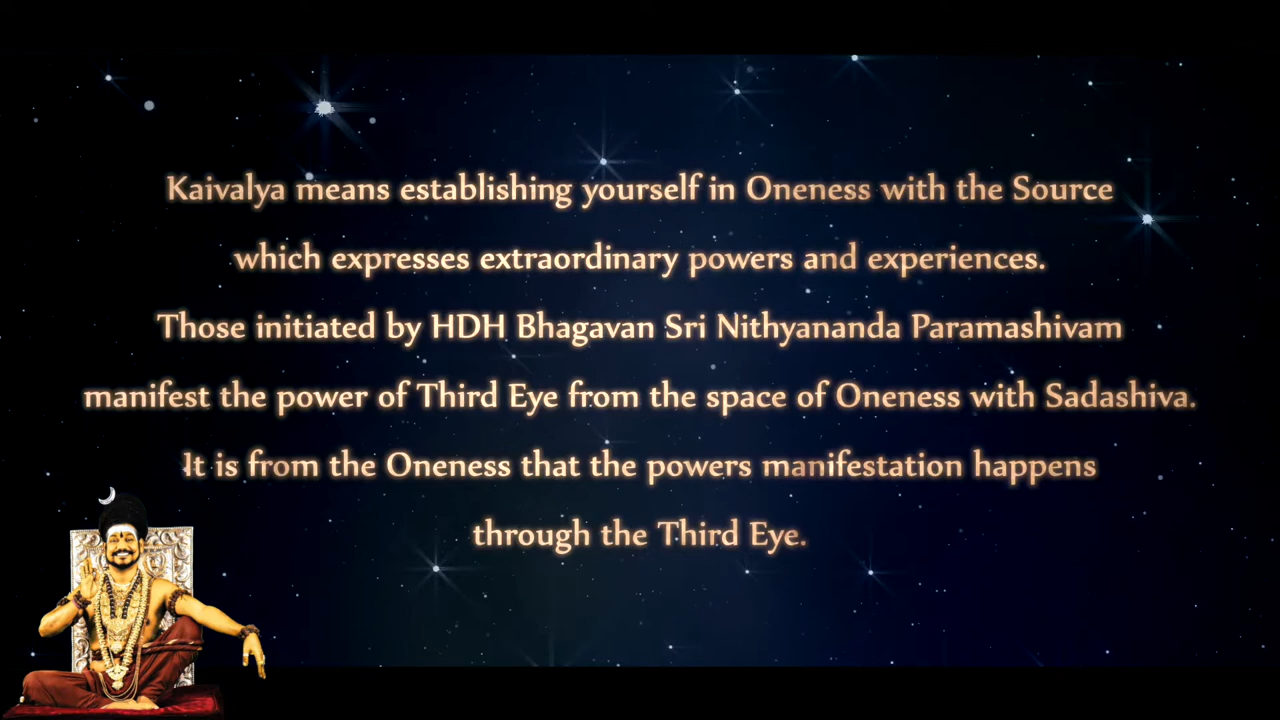 Kaivalya means establishing yourself in Oneness with the Source
which expresses extraordinary powers and experiences.
Those initiated by HDH Bhagavan Sri Nithyananda Paramashivam
manifest the power of Third Eye from the space of Oneness with Sadashiva.
It is from the Oneness that the powers manifestation happens
through the Third Eye.